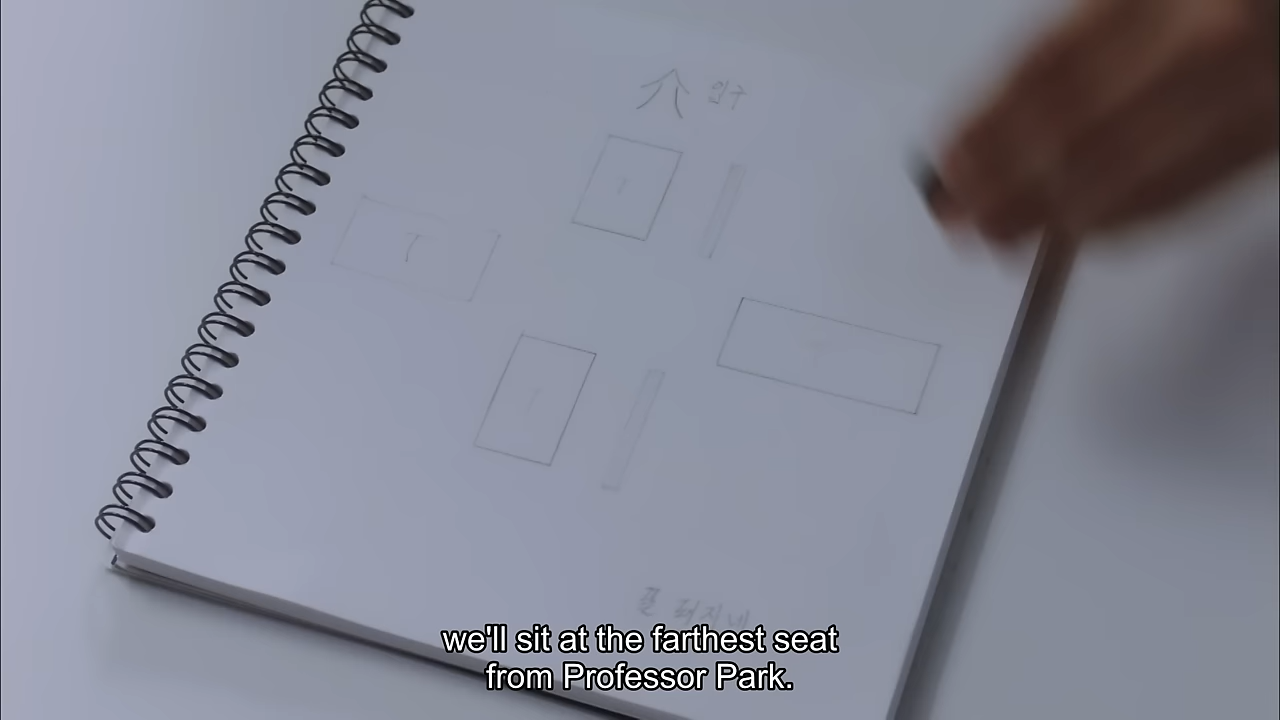 입구
we'll sit at the farthest seat
from Professor Park.